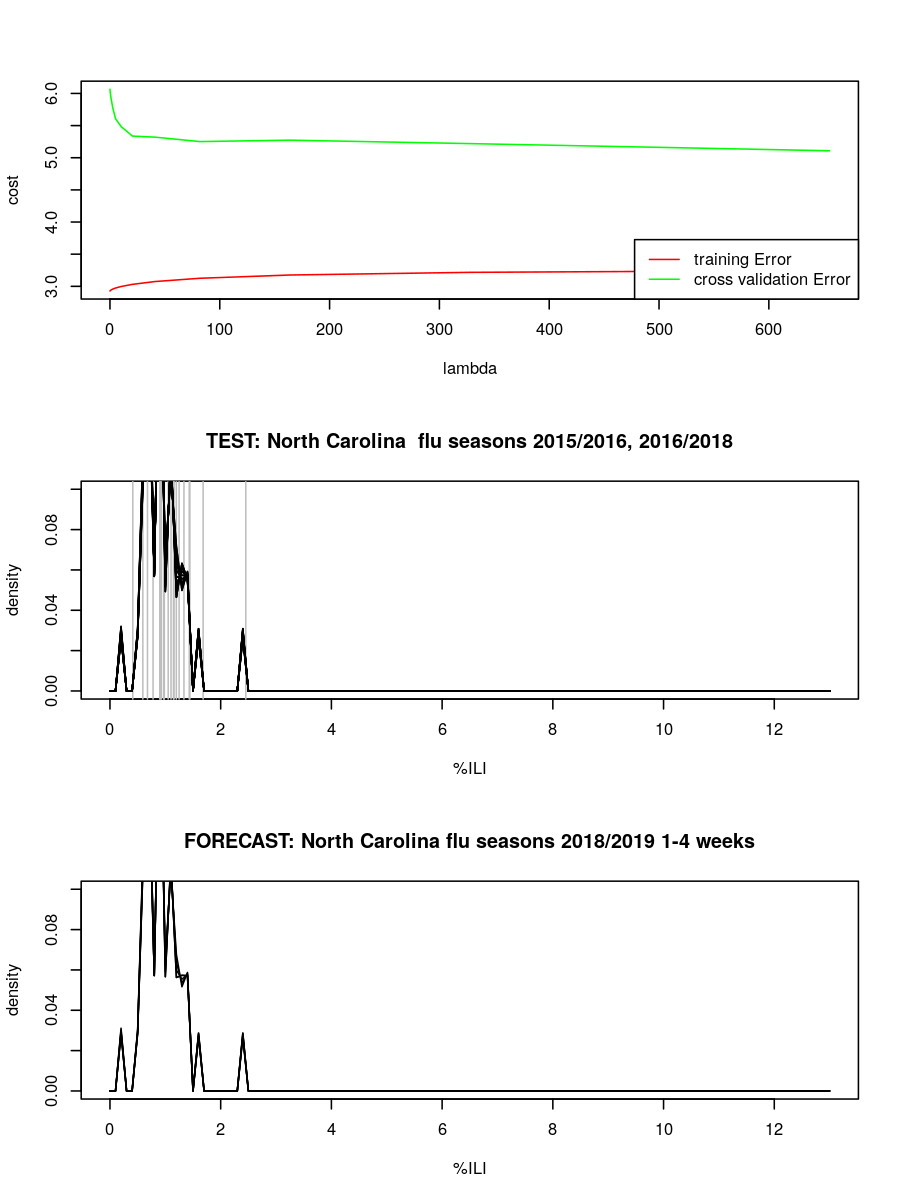 6.0
5.0
4.0
3.0
cost
training Error
cross validation Error
0 100 200 300 400 500 600
lambda
TEST: North Carolina  flu seasons 2015/2016, 2016/2018
0.08
0.04
0.00
density
0 2 4 6 8 10 12
%ILI
FORECAST: North Carolina flu seasons 2018/2019 1-4 weeks
0.08
0.04
0.00
density
0 2 4 6 8 10 12
%ILI